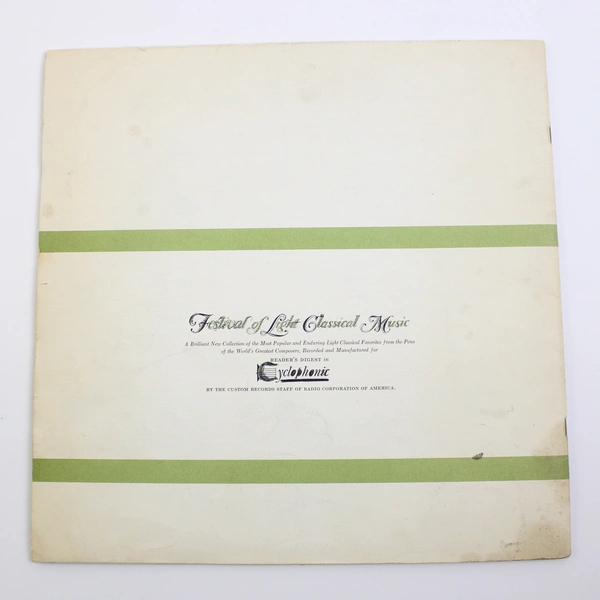 Festival of Light Classical Music
A Brilliant New Collection of the Most Popular and Enduring Light Classical Favorites from the Pens
of the World's Greatest Composers, Recorded and Manufactured for
READER'S DIGEST in
Cyclophonic
BY THE CUSTOM RECORDS STAFF OF RADIO CORPORATION OF AMERICA.